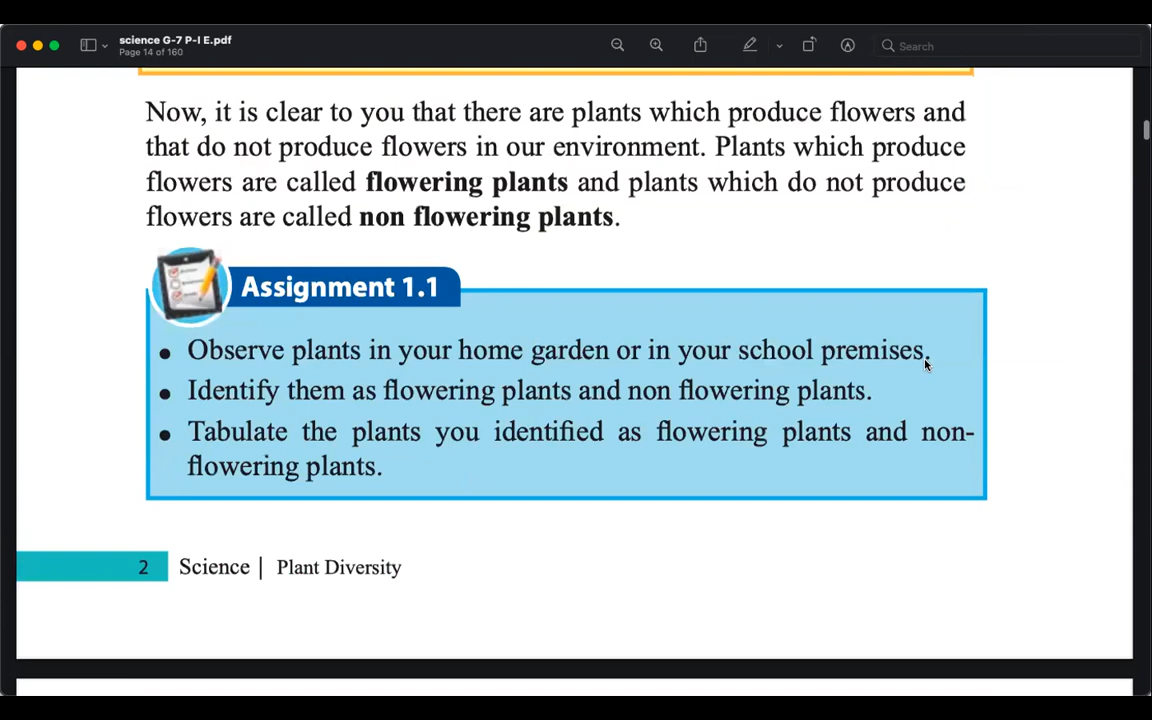 science G-7 P-I E.pdf
Page 14 of 160
Search
Now, it is clear to you that there are plants which produce flowers and
that do not produce flowers in our environment. Plants which produce
flowers are called flowering plants and plants which do not produce
flowers are called non flowering plants.
Assignment 1.1
● Observe plants in your home garden or in your school premises.
● Identify them as flowering plants and non flowering plants.
● Tabulate the plants you identified as flowering plants and non-
flowering plants.
2 Science | Plant Diversity